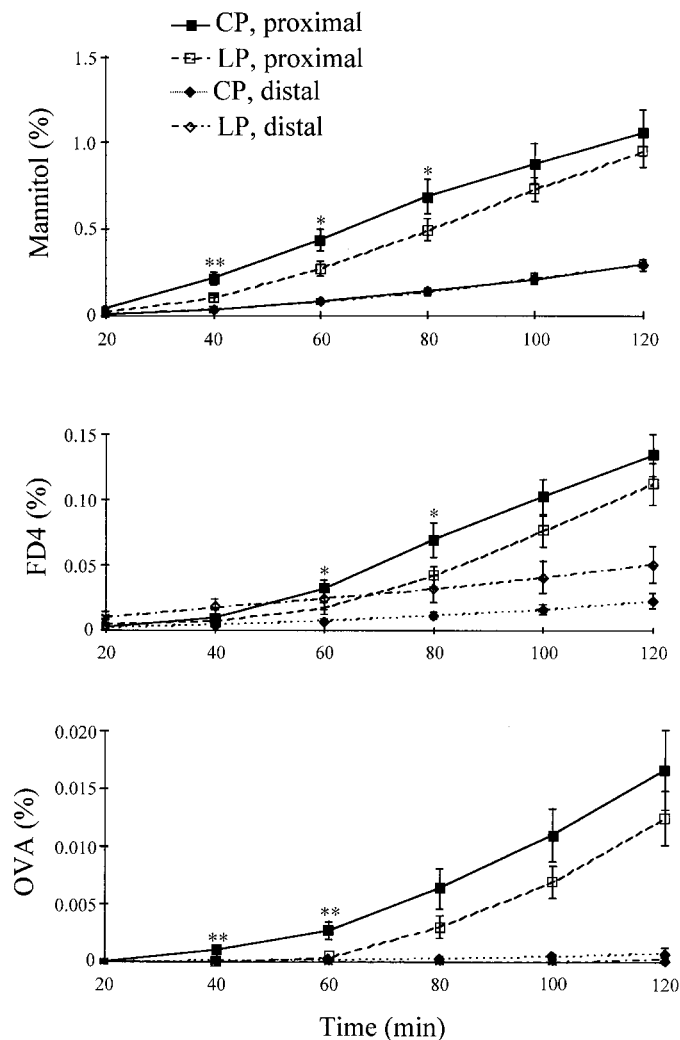 CP, proximal
LP, proximal
CP, distal
LP, distal
Mannitol (%)
1.5
1.0
0.5
0
20 40 60 80 100 120
**
*
*
FD4 (%)
0.15
0.10
0.05
0
20 40 60 80 100 120
*
*
OVA (%)
0.020
0.015
0.010
0.005
0
20 40 60 80 100 120
**
**
Time (min)